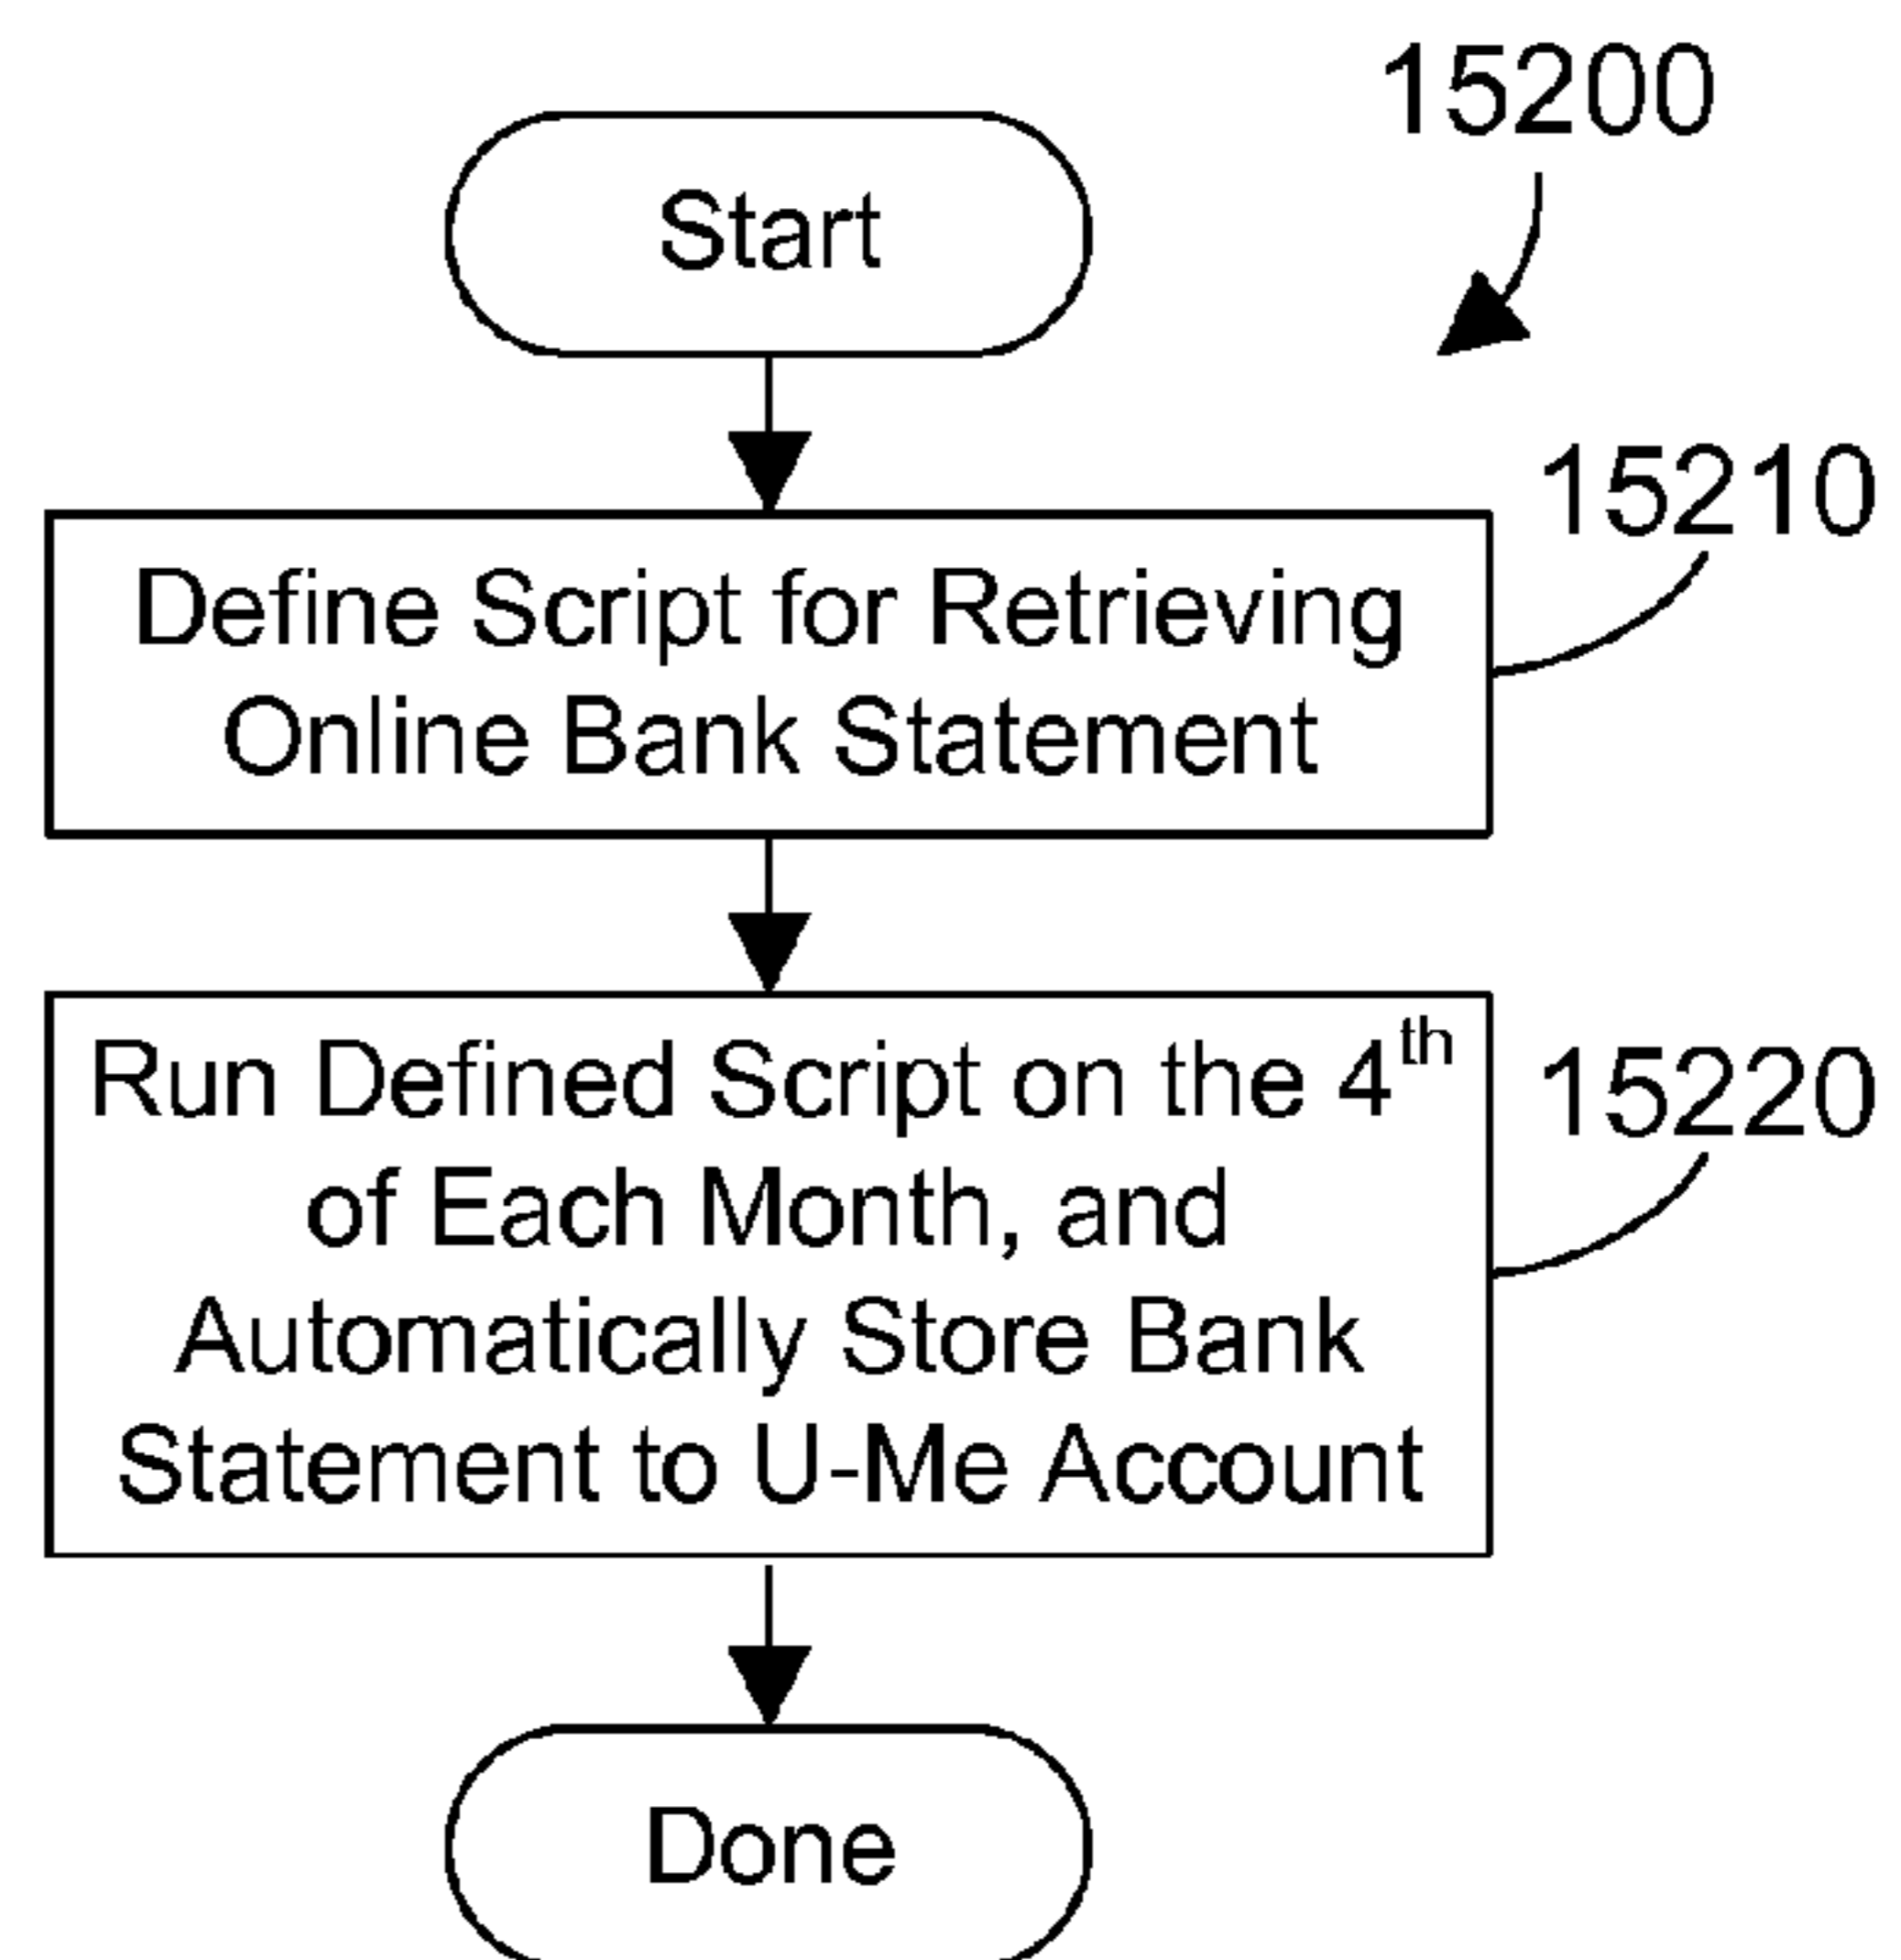 15200
Start
15210
Define Script for Retrieving
Online Bank Statement
15220
Run Defined Script on the 4th
of Each Month, and
Automatically Store Bank
Statement to U-Me Account
Done